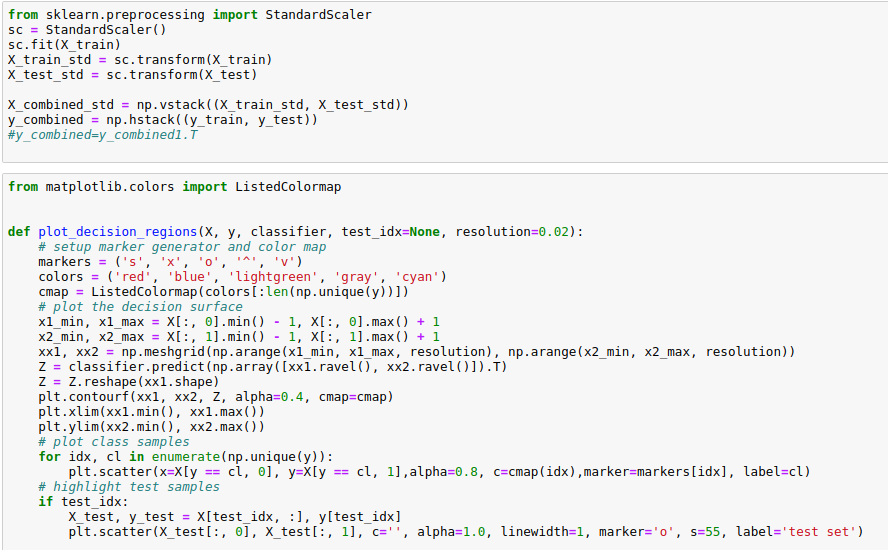 from sklearn.preprocessing import StandardScaler
sc = StandardScaler()
sc.fit(X_train)
X_train_std = sc.transform(X_train)
X_test_std = sc.transform(X_test)

X_combined_std = np.vstack((X_train_std, X_test_std))
y_combined = np.hstack((y_train, y_test))
#y_combined=y_combined1.T

from matplotlib.colors import ListedColormap


def plot_decision_regions(X, y, classifier, test_idx=None, resolution=0.02):
    # setup marker generator and color map
    markers = ('s', 'x', 'o', '^', 'v')
    colors = ('red', 'blue', 'lightgreen', 'gray', 'cyan')
    cmap = ListedColormap(colors[:len(np.unique(y))])
    # plot the decision surface
    x1_min, x1_max = X[:, 0].min() - 1, X[:, 0].max() + 1
    x2_min, x2_max = X[:, 1].min() - 1, X[:, 1].max() + 1
    xx1, xx2 = np.meshgrid(np.arange(x1_min, x1_max, resolution), np.arange(x2_min, x2_max, resolution))
    Z = classifier.predict(np.array([xx1.ravel(), xx2.ravel()]).T)
    Z = Z.reshape(xx1.shape)
    plt.contourf(xx1, xx2, Z, alpha=0.4, cmap=cmap)
    plt.xlim(xx1.min(), xx1.max())
    plt.ylim(xx2.min(), xx2.max())
    # plot class samples
    for idx, cl in enumerate(np.unique(y)):
        plt.scatter(x=X[y == cl, 0], y=X[y == cl, 1],alpha=0.8, c=cmap(idx),marker=markers[idx], label=cl)
    # highlight test samples
    if test_idx:
        X_test, y_test = X[test_idx, :], y[test_idx]
        plt.scatter(X_test[:, 0], X_test[:, 1], c='', alpha=1.0, linewidth=1, marker='o', s=55, label='test set')